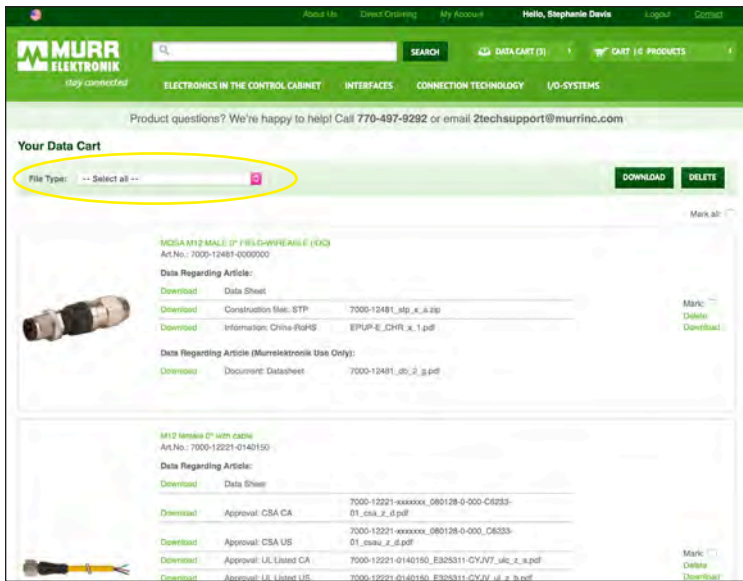 About Us Direct Ordering My Account Hello, Stephanie Davis Logout Contact
MURR
ELEKTRONIK
stay connected
SEARCH DATA CART (3) CART | 0 PRODUCTS
ELECTRONICS IN THE CONTROL CABINET INTERFACES CONNECTION TECHNOLOGY I/O-SYSTEMS
Product questions? We're happy to help! Call 770-497-9292 or email 2techsupport@murrinc.com
Your Data Cart
File Type: -- Select all -- DOWNLOAD DELETE
Mark all:
MOSA M12 MALE 0° FIELD-WIREABLE (IDC)
Art.No.: 7000-12481-0000000
Data Regarding Article:
Download Data Sheet
Download Construction files: STP 7000-12481_stp_x_a.zip
Download Information: China-RoHS EPUP-E_CHR_x_1.pdf
Mark:
Delete
Download
Data Regarding Article (Murrelektronik Use Only):
Download Document: Datasheet 7000-12481_db_2_g.pdf
M12 female 0° with cable
Art.No.: 7000-12221-0140150
Data Regarding Article:
Download Data Sheet
Download Approval: CSA CA 7000-12221-xxxxxxx_080128-0-000-C6233-
01_csa_z_d.pdf
Download Approval: CSA US 7000-12221-xxxxxxx_080128-0-000_C6233-
01_csau_z_d.pdf
Download Approval: UL Listed CA 7000-12221-0140150_E325311-CYJV7_ulc_z_a.pdf
Download Approval: UL Listed US 7000-12221-0140150_E325311-CYJV_ul_z_b.pdf
Mark:
Delete
Download